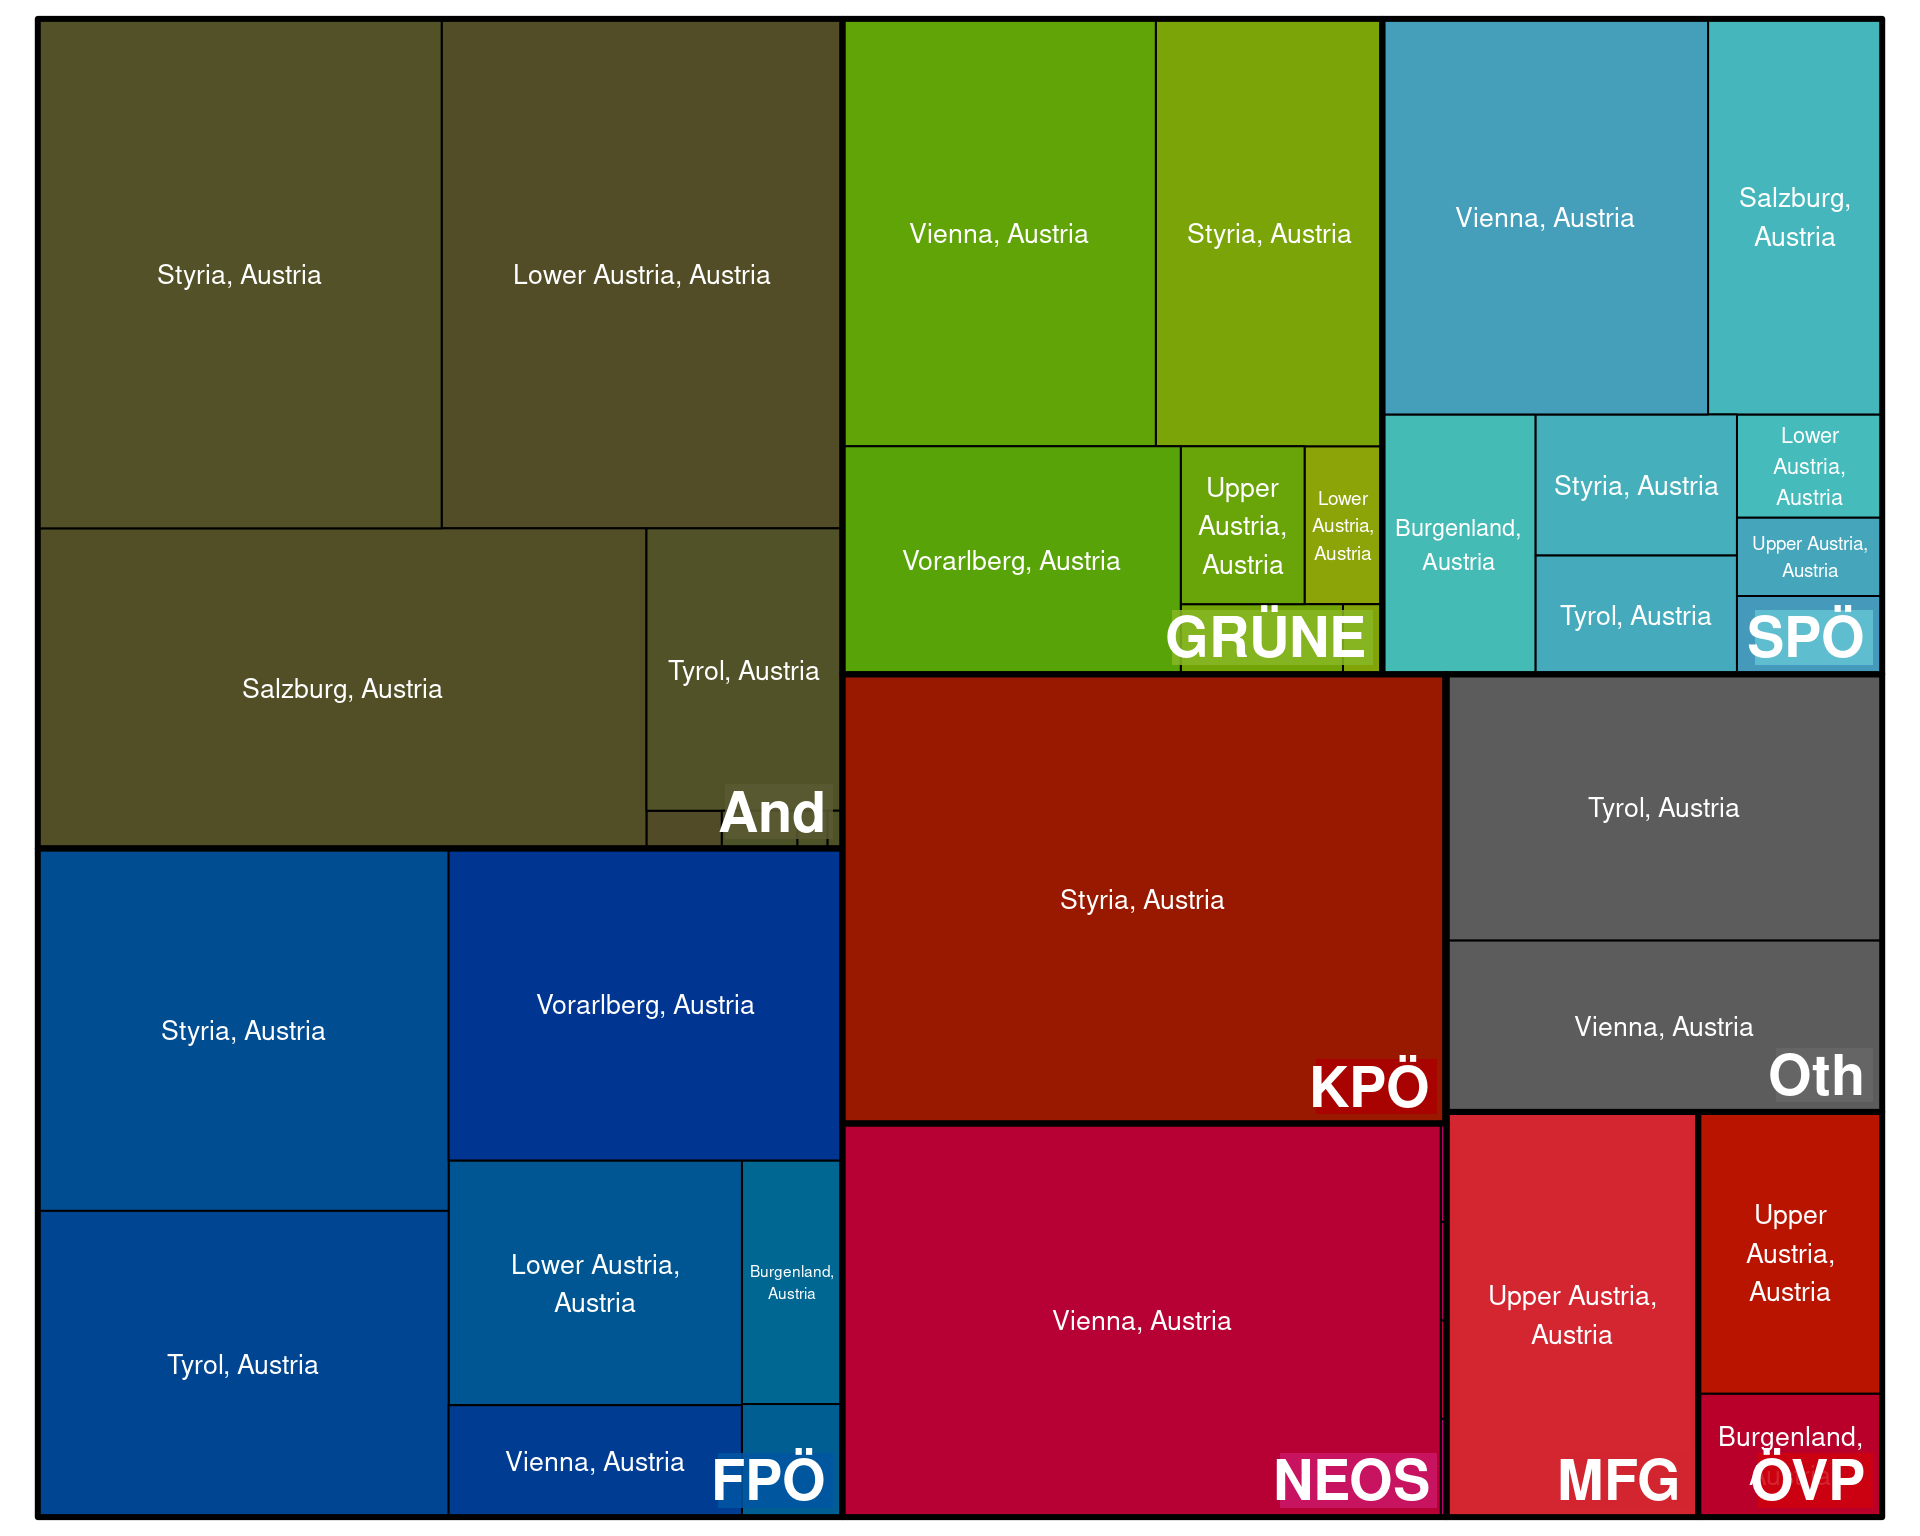 Styria, Austria
Lower Austria, Austria
Salzburg, Austria
Tyrol, Austria
And
Vienna, Austria
Styria, Austria
Vorarlberg, Austria
Upper
Austria,
Austria
Lower
Austria,
Austria
GRÜNE
Vienna, Austria
Salzburg,
Austria
Burgenland,
Austria
Styria, Austria
Tyrol, Austria
Lower
Austria,
Austria
Upper Austria,
Austria
SPÖ
Styria, Austria
Vorarlberg, Austria
Tyrol, Austria
Lower Austria,
Austria
Burgenland,
Austria
Vienna, Austria
FPÖ
Styria, Austria
KPÖ
Tyrol, Austria
Vienna, Austria
Oth
Vienna, Austria
NEOS
Upper Austria,
Austria
MFG
Upper
Austria,
Austria
Burgenland,
ÖVP